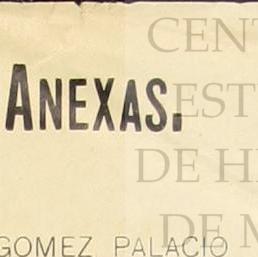 CENT
ANEXAS.
EST
DE H
DE M
GOMEZ PALACIO